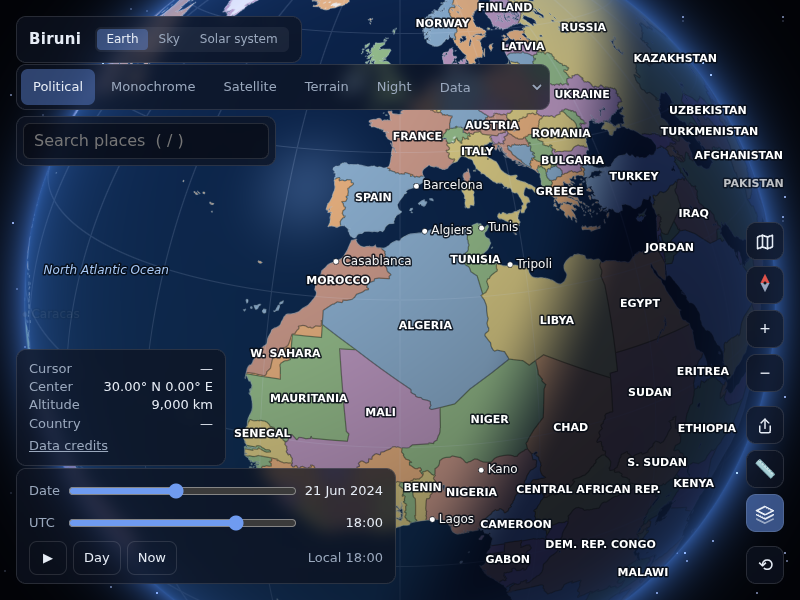 Biruni Earth Sky Solar system
Political Monochrome Satellite Terrain Night Data
Search places ( / )
FINLAND
NORWAY
RUSSIA
LATVIA
KAZAKHSTAN
UKRAINE
UZBEKISTAN
AUSTRIA
FRANCE
ROMANIA
TURKMENISTAN
ITALY
BULGARIA
AFGHANISTAN
TURKEY
PAKISTAN
Barcelona
SPAIN
GREECE
IRAQ
Algiers
Tunis
JORDAN
Casablanca
TUNISIA
Tripoli
North Atlantic Ocean
MOROCCO
EGYPT
Caracas
ALGERIA
LIBYA
W. SAHARA
ERITREA
MAURITANIA
MALI
NIGER
SUDAN
CHAD
ETHIOPIA
SENEGAL
S. SUDAN
Kano
KENYA
BENIN
NIGERIA
CENTRAL AFRICAN REP.
Lagos
CAMEROON
DEM. REP. CONGO
GABON
MALAWI
Cursor —
Center 30.00° N 0.00° E
Altitude 9,000 km
Country —
Data credits
Date 21 Jun 2024
UTC 18:00
Day Now Local 18:00